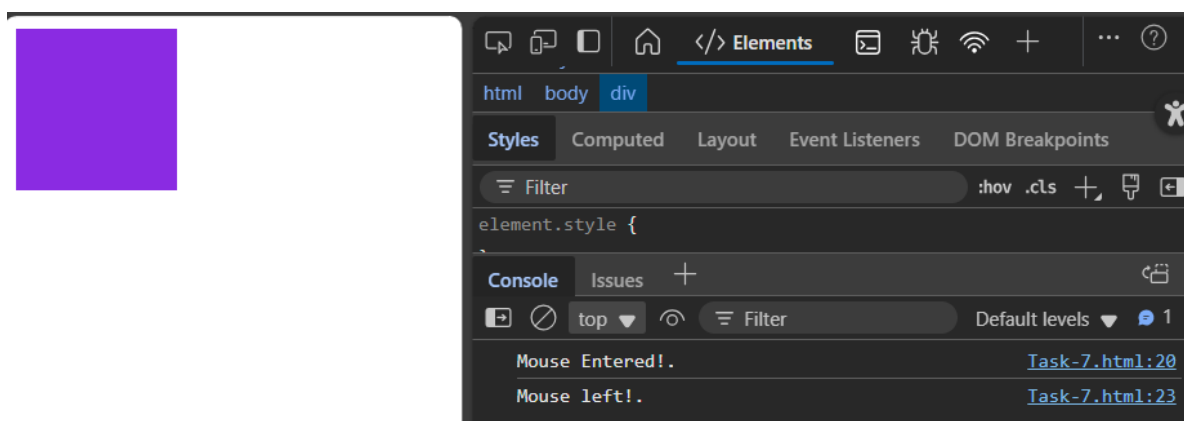 </> Elements
html body div
Styles Computed Layout Event Listeners DOM Breakpoints
Filter :hov .cls
element.style {
Console Issues
top Filter Default levels 1
Mouse Entered!. Task-7.html:20
Mouse left!. Task-7.html:23